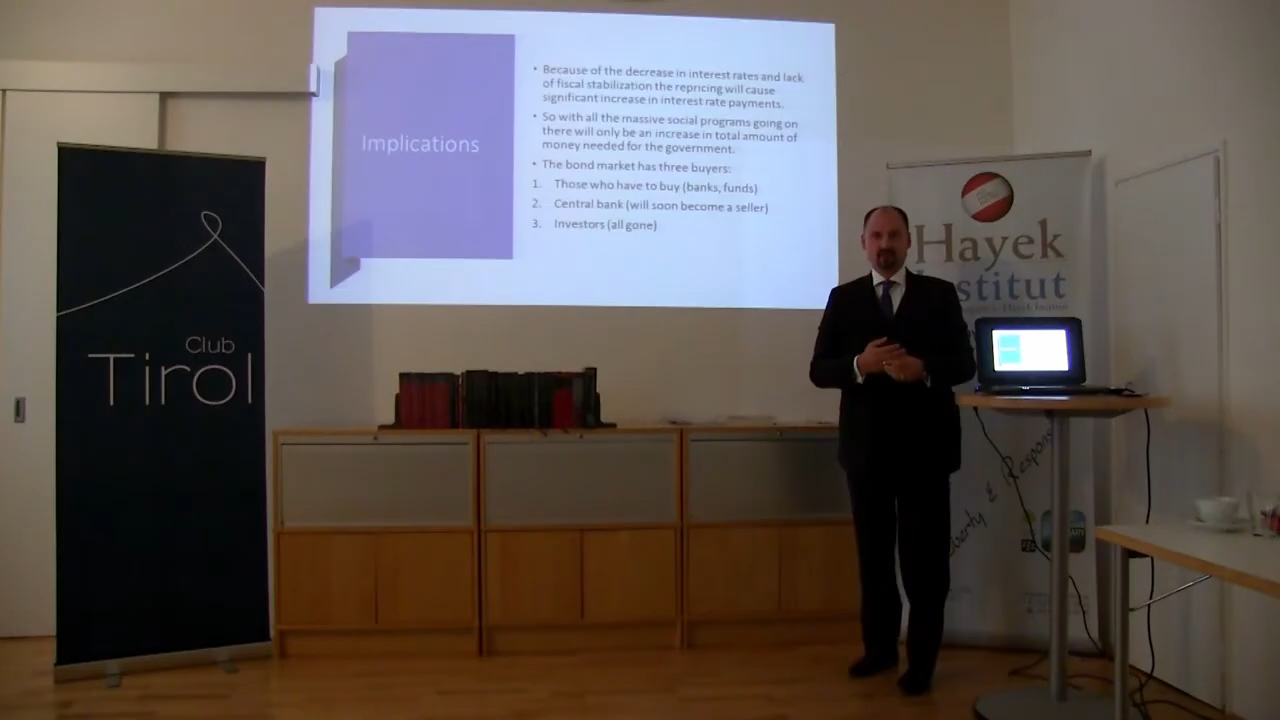 Implications
• Because of the decrease in interest rates and lack
of fiscal stabilization the repricing will cause
significant increase in interest rate payments.
• So with all the massive social programs going on
there will only be an increase in total amount of
money needed for the government.
• The bond market has three buyers:
1. Those who have to buy (banks, funds)
2. Central bank (will soon become a seller)
3. Investors (all gone)
Club
Tirol
Hayek
stitut
& Respons